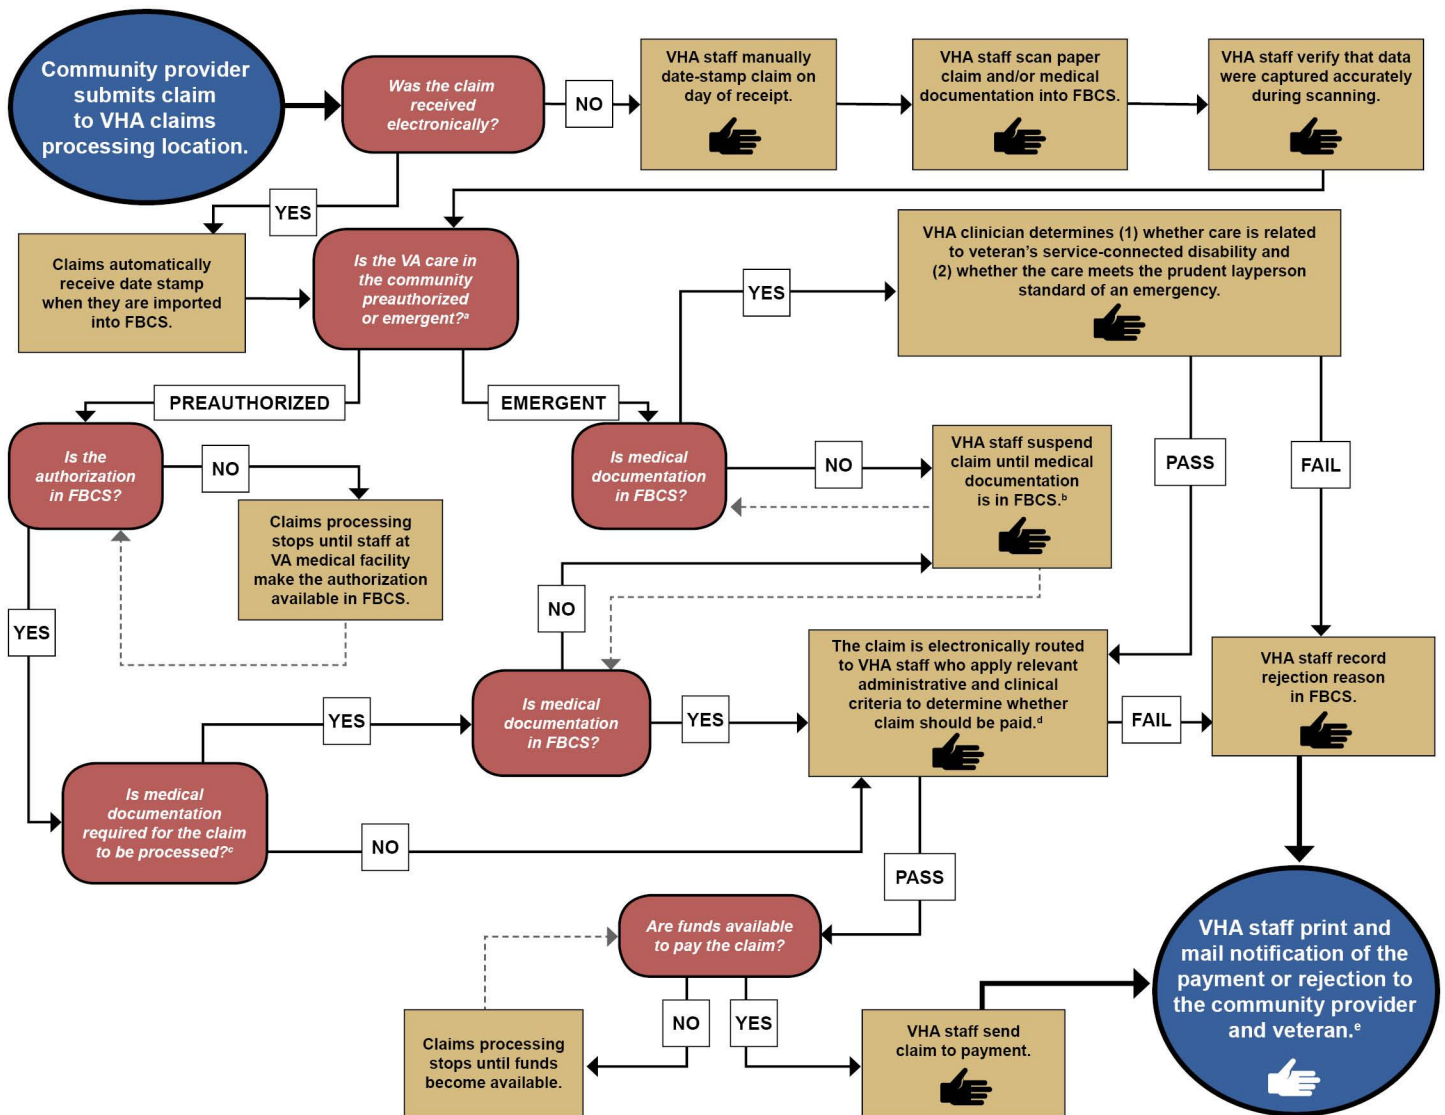 Community provider
submits claim
to VHA claims
processing location.
Was the claim
received
electronically?
NO
VHA staff manually
date-stamp claim on
day of receipt.
VHA staff scan paper
claim and/or medical
documentation into FBCS.
VHA staff verify that data
were captured accurately
during scanning.
YES
Claims automatically
receive date stamp
when they are imported
into FBCS.
Is the VA care in
the community
preauthorized
or emergent?ᵃ
YES
VHA clinician determines (1) whether care is related
to veteran's service-connected disability and
(2) whether the care meets the prudent layperson
standard of an emergency.
PREAUTHORIZED
EMERGENT
Is the
authorization
in FBCS?
NO
Claims processing
stops until staff at
VA medical facility
make the authorization
available in FBCS.
Is medical
documentation
in FBCS?
NO
VHA staff suspend
claim until medical
documentation
is in FBCS.ᵇ
PASS
FAIL
YES
NO
YES
Is medical
documentation
in FBCS?
YES
The claim is electronically routed
to VHA staff who apply relevant
administrative and clinical
criteria to determine whether
claim should be paid.ᵈ
FAIL
VHA staff record
rejection reason
in FBCS.
Is medical
documentation
required for the claim
to be processed?ᶜ
NO
PASS
Are funds available
to pay the claim?
NO
YES
Claims processing
stops until funds
become available.
VHA staff send
claim to payment.
VHA staff print and
mail notification of the
payment or rejection to
the community provider
and veteran.ᵉ